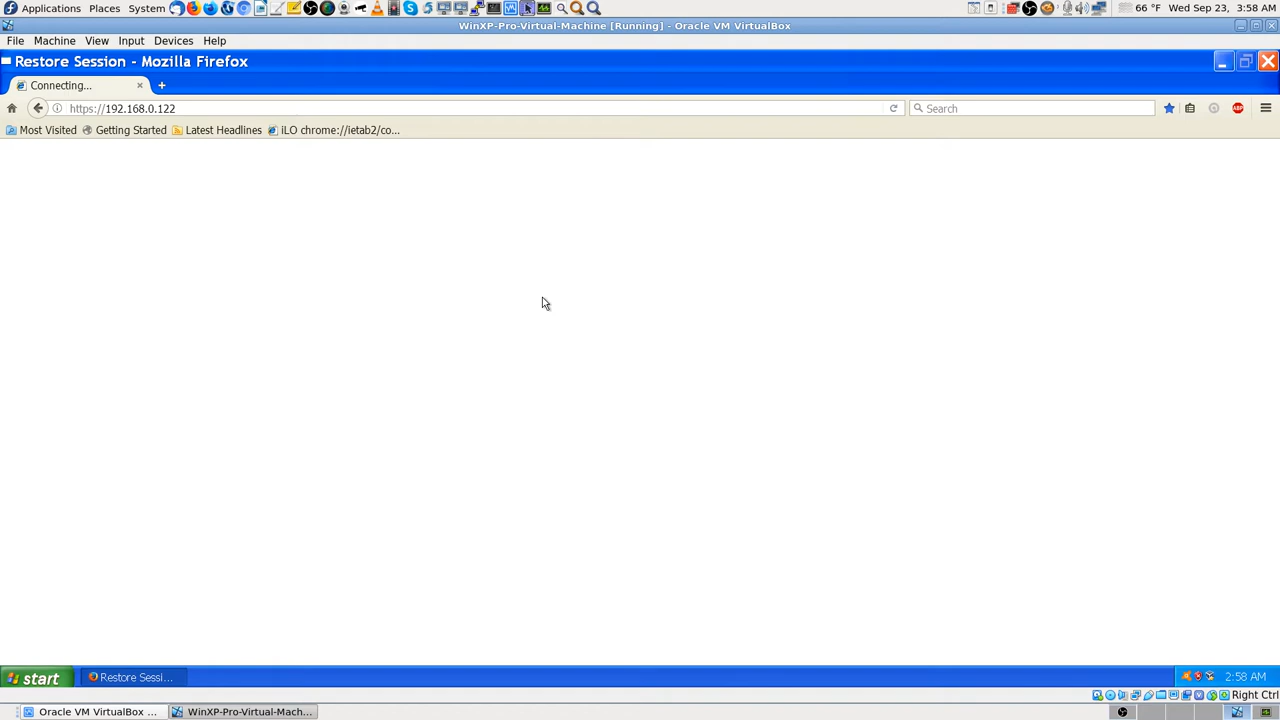 Applications Places System 66 °F Wed Sep 23, 3:58 AM
WinXP-Pro-Virtual-Machine [Running] - Oracle VM VirtualBox
File Machine View Input Devices Help
Restore Session - Mozilla Firefox
Connecting...
https://192.168.0.122 Search
Most Visited Getting Started Latest Headlines iLO chrome://ietab2/co...
start Restore Sessi... 2:58 AM
Right Ctrl
Oracle VM VirtualBox ... WinXP-Pro-Virtual-Mach...